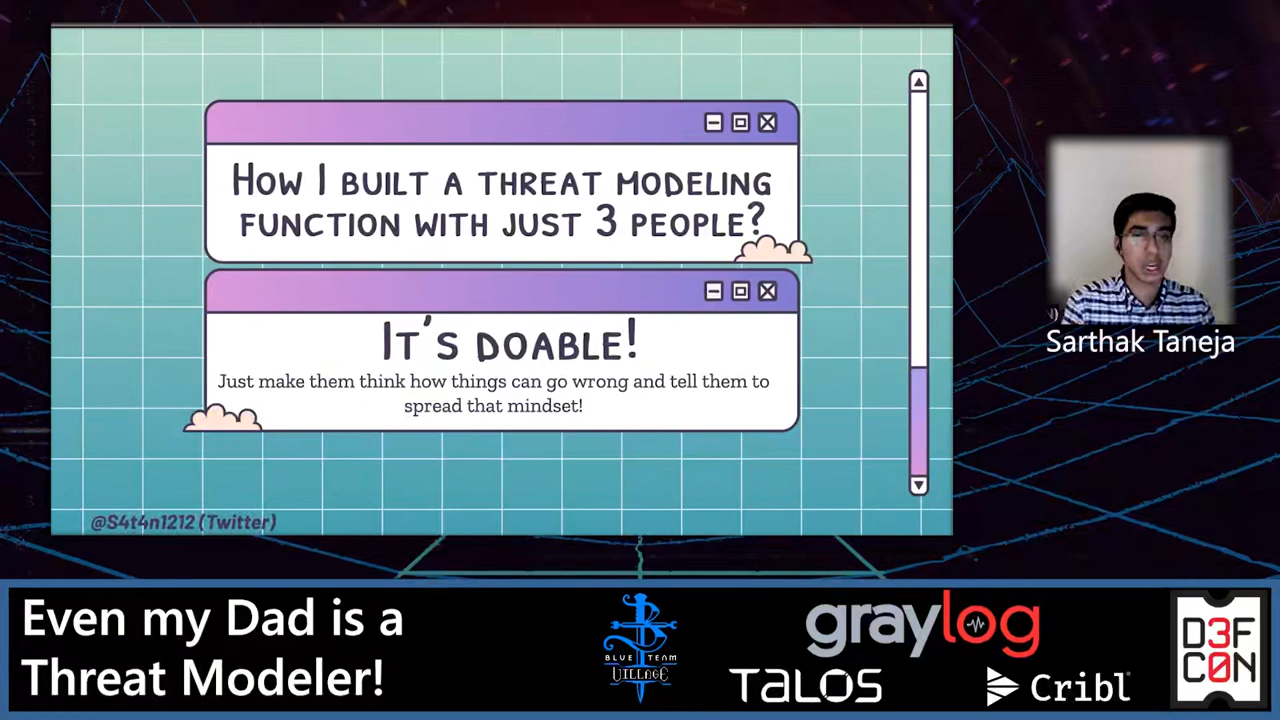 How I built a threat modeling
function with just 3 people?
It's doable!
Just make them think how things can go wrong and tell them to
spread that mindset!
@S4t4n1212 (Twitter)
Sarthak Taneja
Even my Dad is a
Threat Modeler!
BLUE TEAM
VILLAGE
graylog
TALOS
Cribl
D3F
C0N